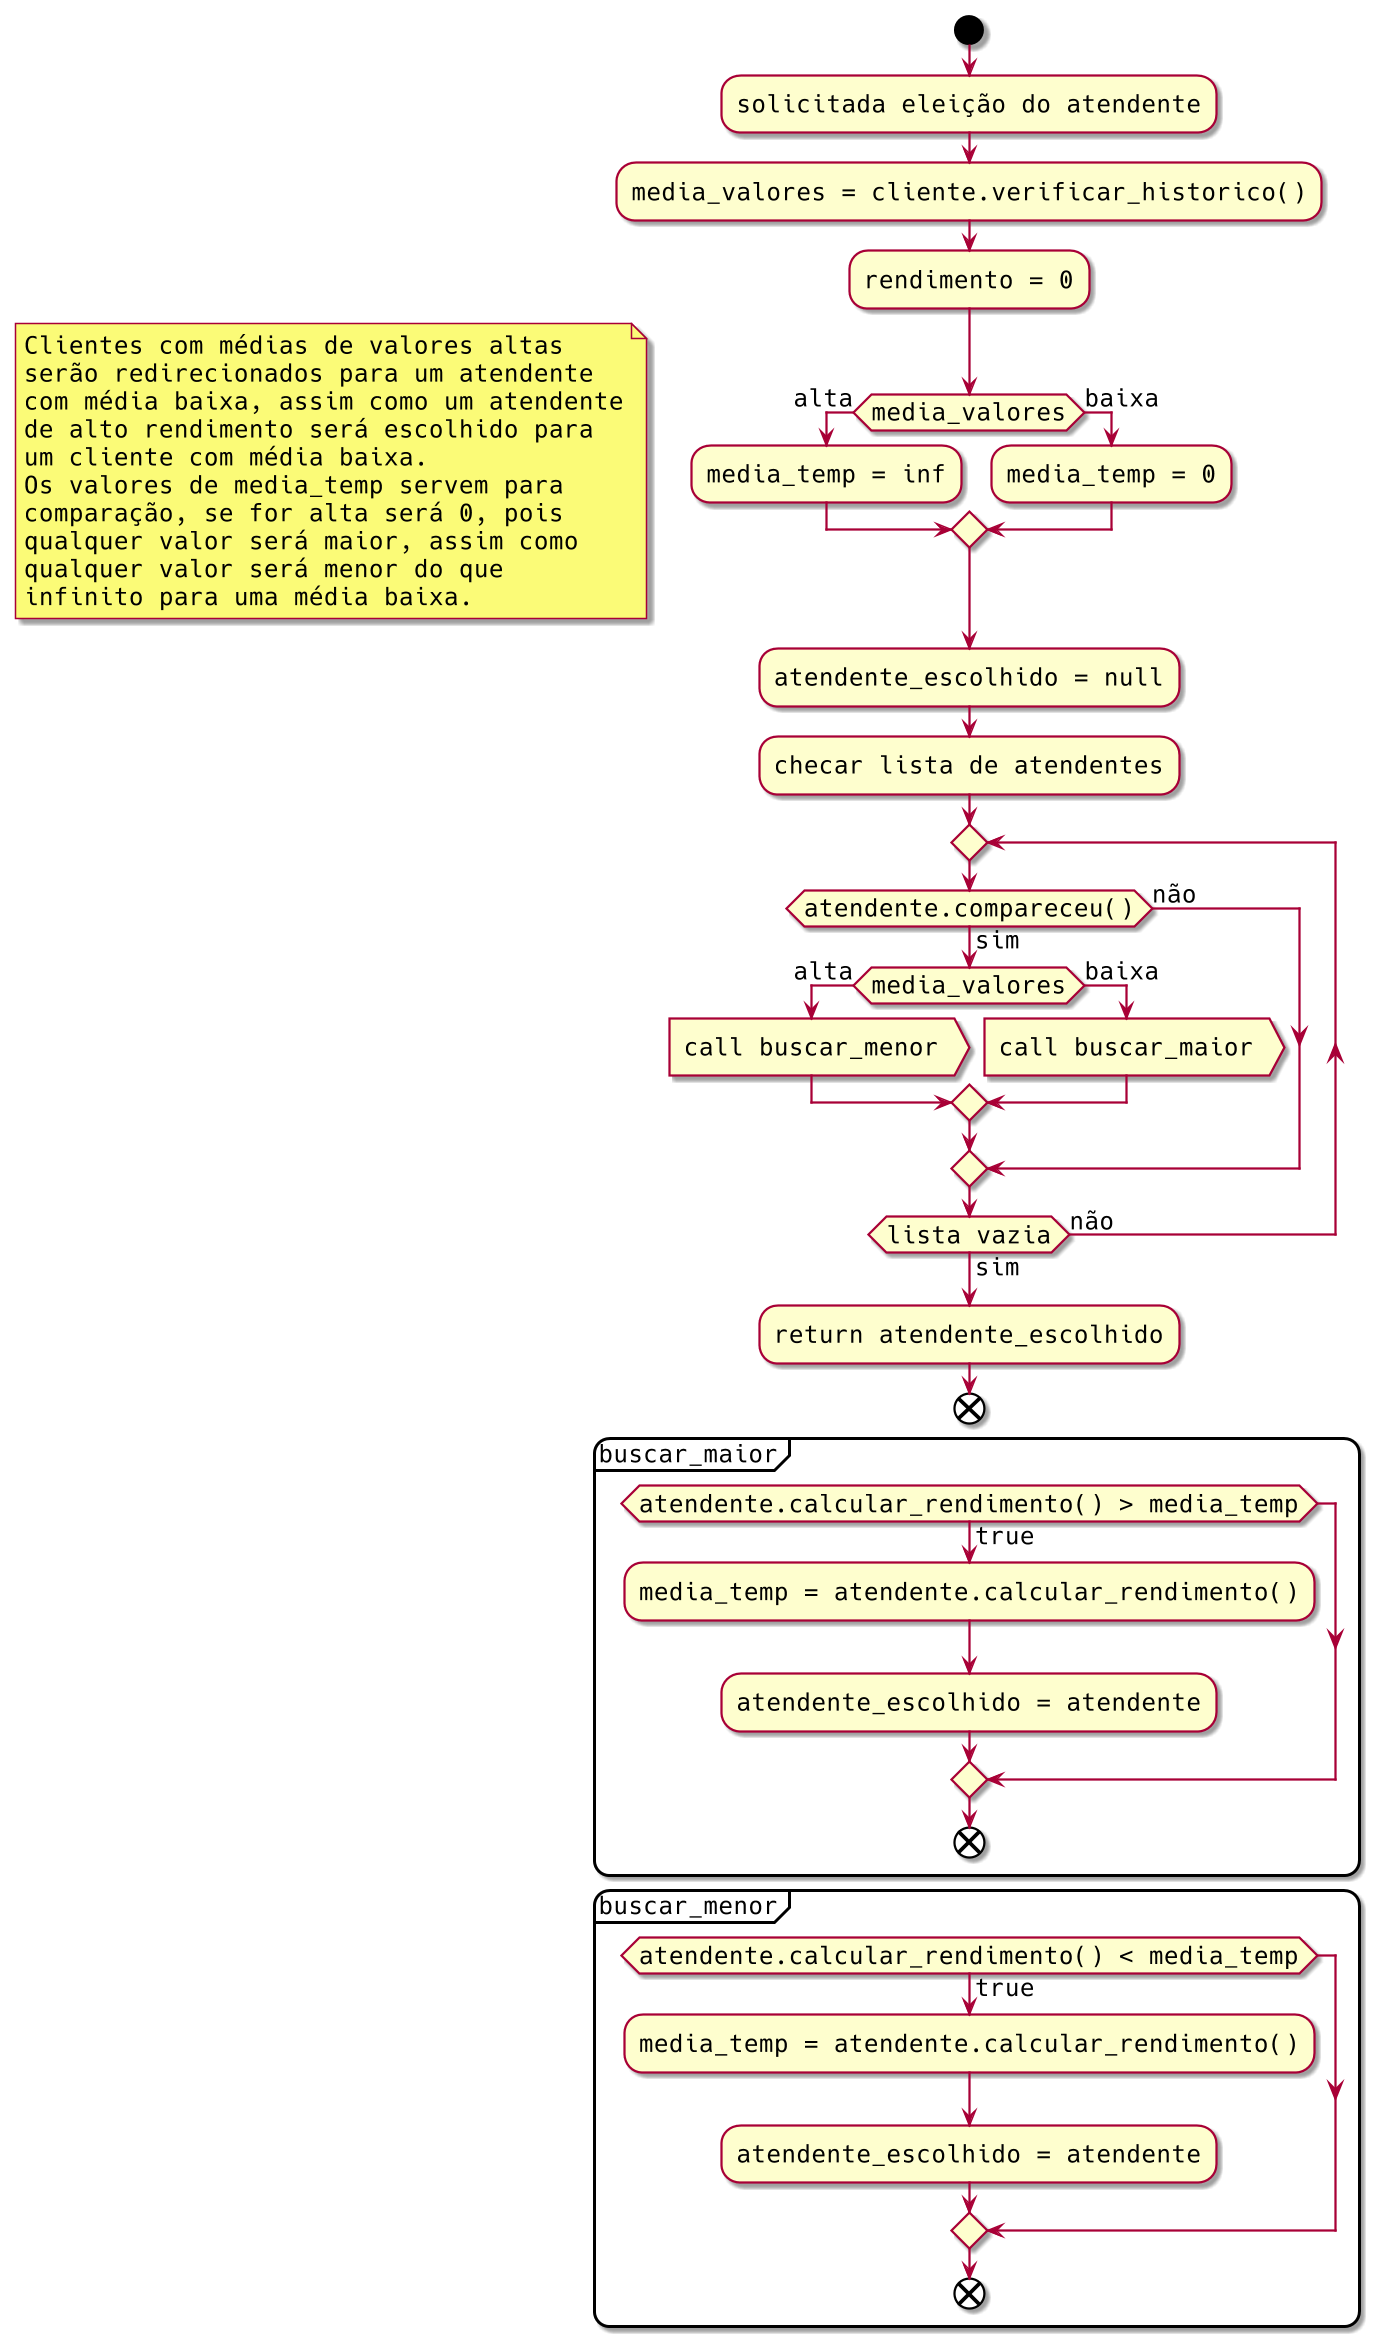 solicitada eleição do atendente
media_valores = cliente.verificar_historico()
rendimento = 0
Clientes com médias de valores altas
serão redirecionados para um atendente
com média baixa, assim como um atendente
de alto rendimento será escolhido para
um cliente com média baixa.
Os valores de media_temp servem para
comparação, se for alta será 0, pois
qualquer valor será maior, assim como
qualquer valor será menor do que
infinito para uma média baixa.
alta
media_valores
baixa
media_temp = inf
media_temp = 0
atendente_escolhido = null
checar lista de atendentes
atendente.compareceu()
não
sim
alta
media_valores
baixa
call buscar_menor
call buscar_maior
lista vazia
não
sim
return atendente_escolhido
buscar_maior
atendente.calcular_rendimento() > media_temp
true
media_temp = atendente.calcular_rendimento()
atendente_escolhido = atendente
buscar_menor
atendente.calcular_rendimento() < media_temp
true
media_temp = atendente.calcular_rendimento()
atendente_escolhido = atendente